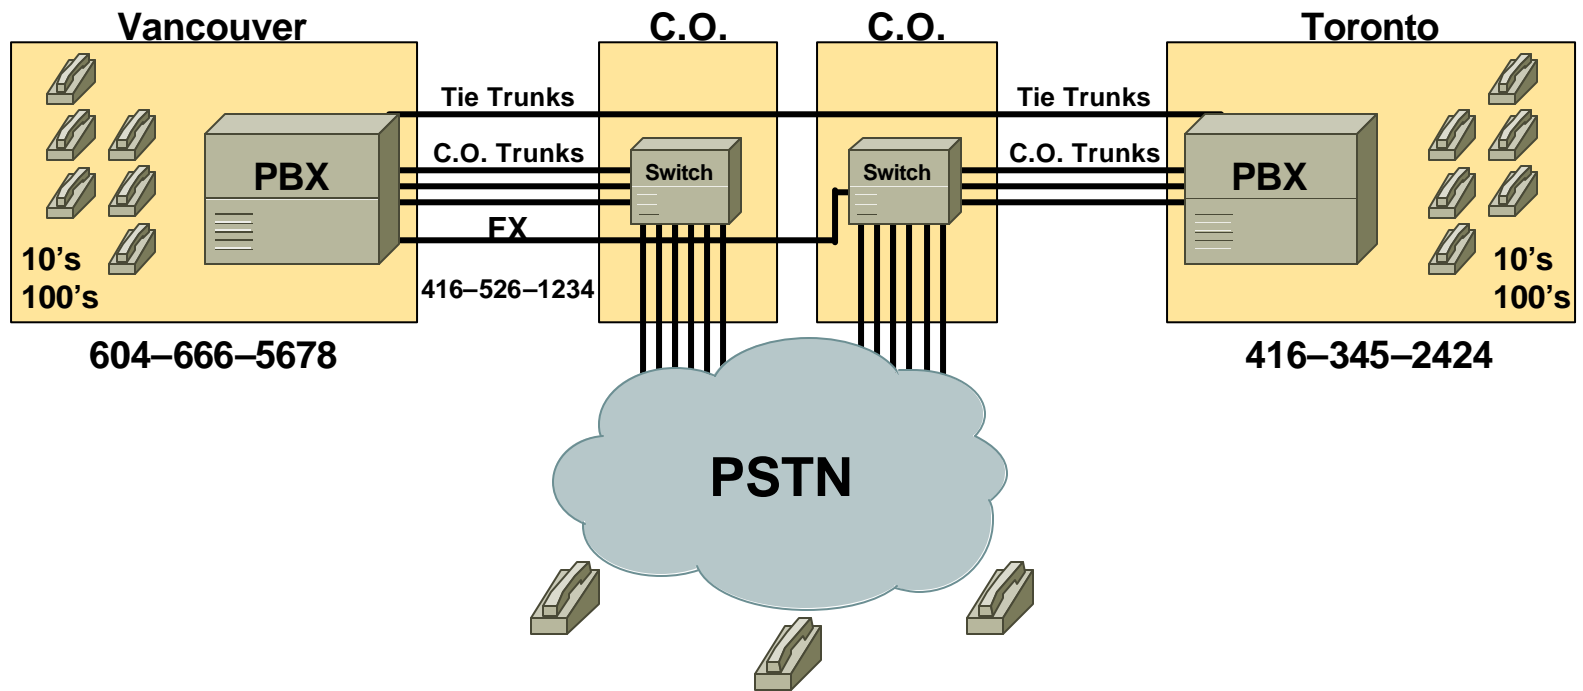 Vancouver
C.O.
C.O.
Toronto
Tie Trunks
Tie Trunks
C.O. Trunks
C.O. Trunks
PBX
Switch
Switch
PBX
FX
10’s
100’s
416–526–1234
10’s
100’s
604–666–5678
416–345–2424
PSTN